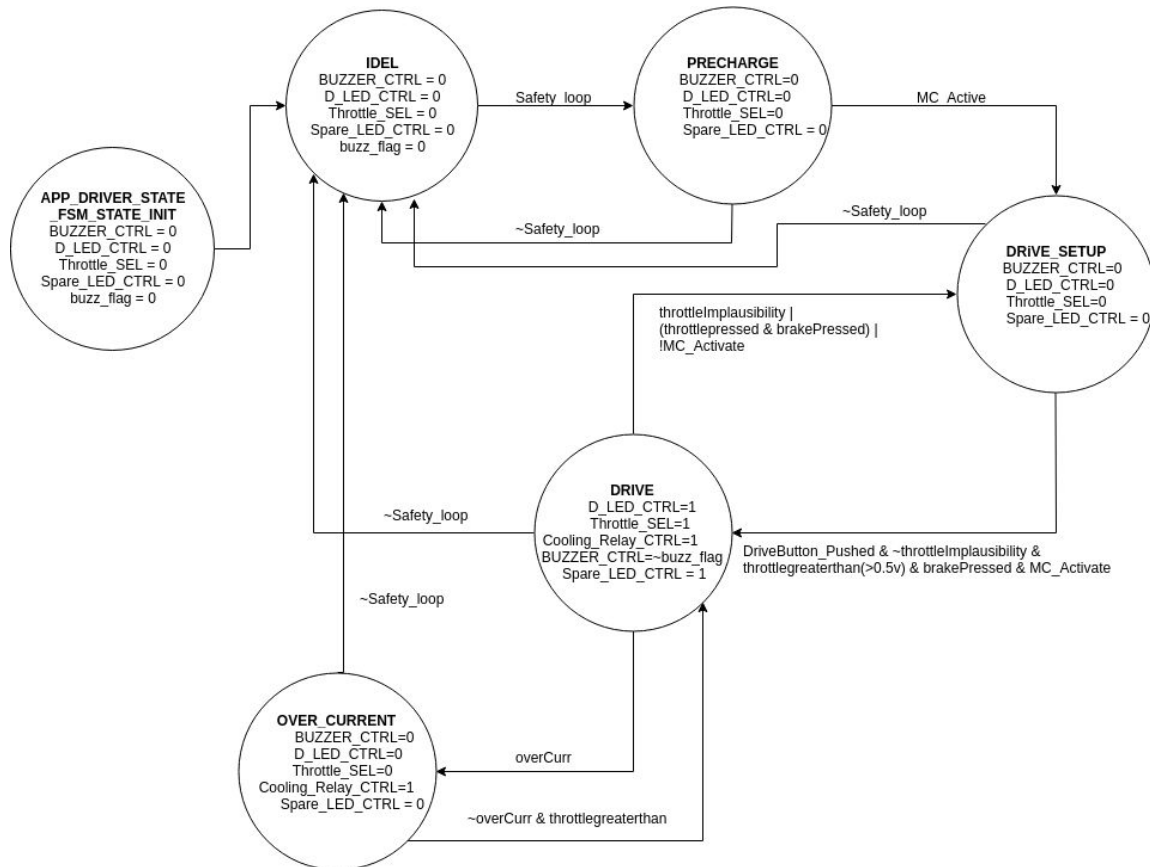 IDEL
BUZZER_CTRL = 0
D_LED_CTRL = 0
Throttle_SEL = 0
Spare_LED_CTRL = 0
buzz_flag = 0
Safety_loop
PRECHARGE
BUZZER_CTRL=0
D_LED_CTRL=0
Throttle_SEL=0
Spare_LED_CTRL = 0
MC_Active
APP_DRIVER_STATE
_FSM_STATE_INIT
BUZZER_CTRL = 0
D_LED_CTRL = 0
Throttle_SEL = 0
Spare_LED_CTRL = 0
buzz_flag = 0
~Safety_loop
~Safety_loop
DRiVE_SETUP
BUZZER_CTRL=0
D_LED_CTRL=0
Throttle_SEL=0
Spare_LED_CTRL = 0
throttleImplausibility |
(throttlepressed & brakePressed) |
!MC_Activate
DRIVE
D_LED_CTRL=1
Throttle_SEL=1
Cooling_Relay_CTRL=1
BUZZER_CTRL=~buzz_flag
Spare_LED_CTRL = 1
~Safety_loop
DriveButton_Pushed & ~throttleImplausibility &
throttlegreaterthan(>0.5v) & brakePressed & MC_Activate
~Safety_loop
OVER_CURRENT
BUZZER_CTRL=0
D_LED_CTRL=0
Throttle_SEL=0
Cooling_Relay_CTRL=1
Spare_LED_CTRL = 0
overCurr
~overCurr & throttlegreaterthan